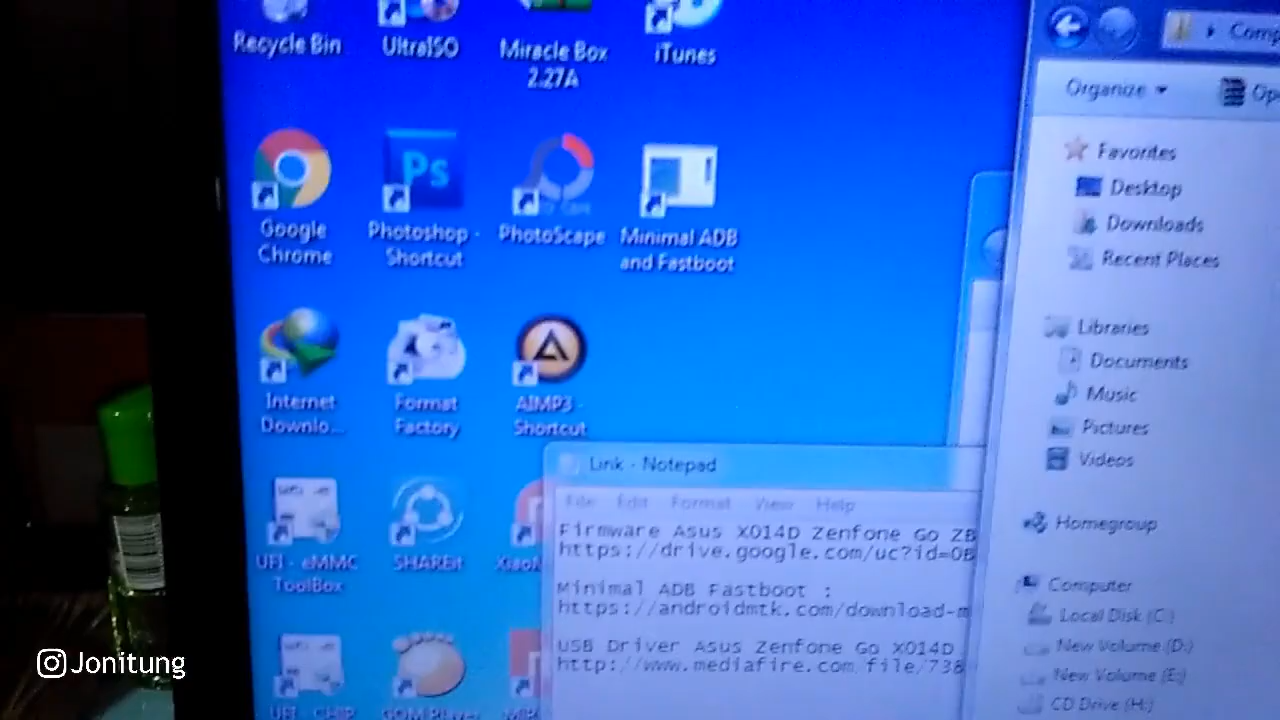 Recycle Bin
UltraISO
Miracle Box
2.27A
iTunes
Google
Chrome
Ps
Photoshop -
Shortcut
PhotoScape
Minimal ADB
and Fastboot
Internet
Downlo...
Format
Factory
AIMP3 -
Shortcut
UFI - eMMC
ToolBox
SHAREit
UFI - CHIP
GOM Player
Link - Notepad
File Edit Format View Help
Firmware Asus X014D Zenfone Go ZB
https://drive.google.com/uc?id=0B
Minimal ADB Fastboot :
https://androidmtk.com/download-m
USB Driver Asus Zenfone Go X014D
http://www.mediafire.com/file/738
Organize
Favorites
Desktop
Downloads
Recent Places
Libraries
Documents
Music
Pictures
Videos
Homegroup
Computer
Local Disk (C:)
New Volume (D:)
New Volume (E:)
CD Drive (H:)
Jonitung